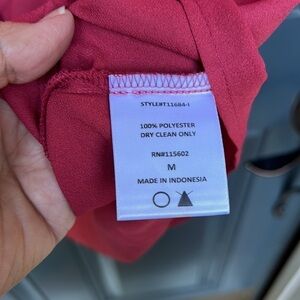 STYLE#T11684-I
100% POLYESTER
DRY CLEAN ONLY
RN#115602
M
MADE IN INDONESIA